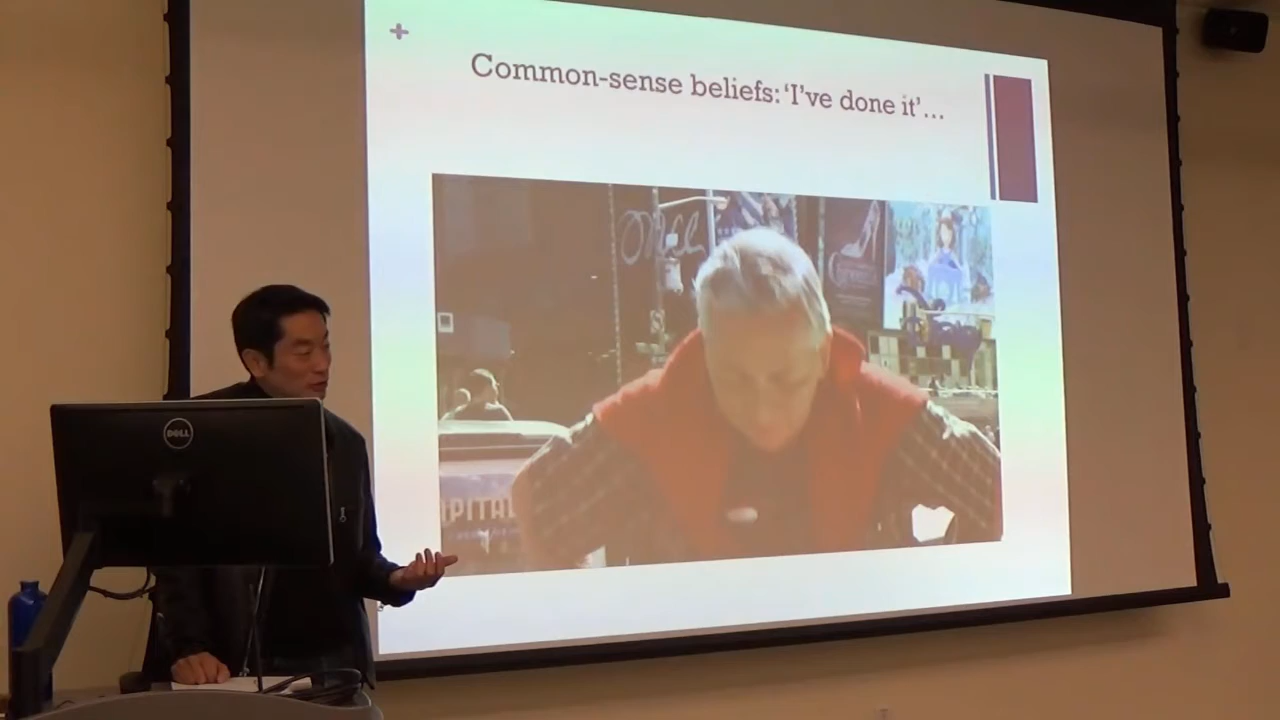 +
Common-sense beliefs: ‘I’ve done it’…
DELL